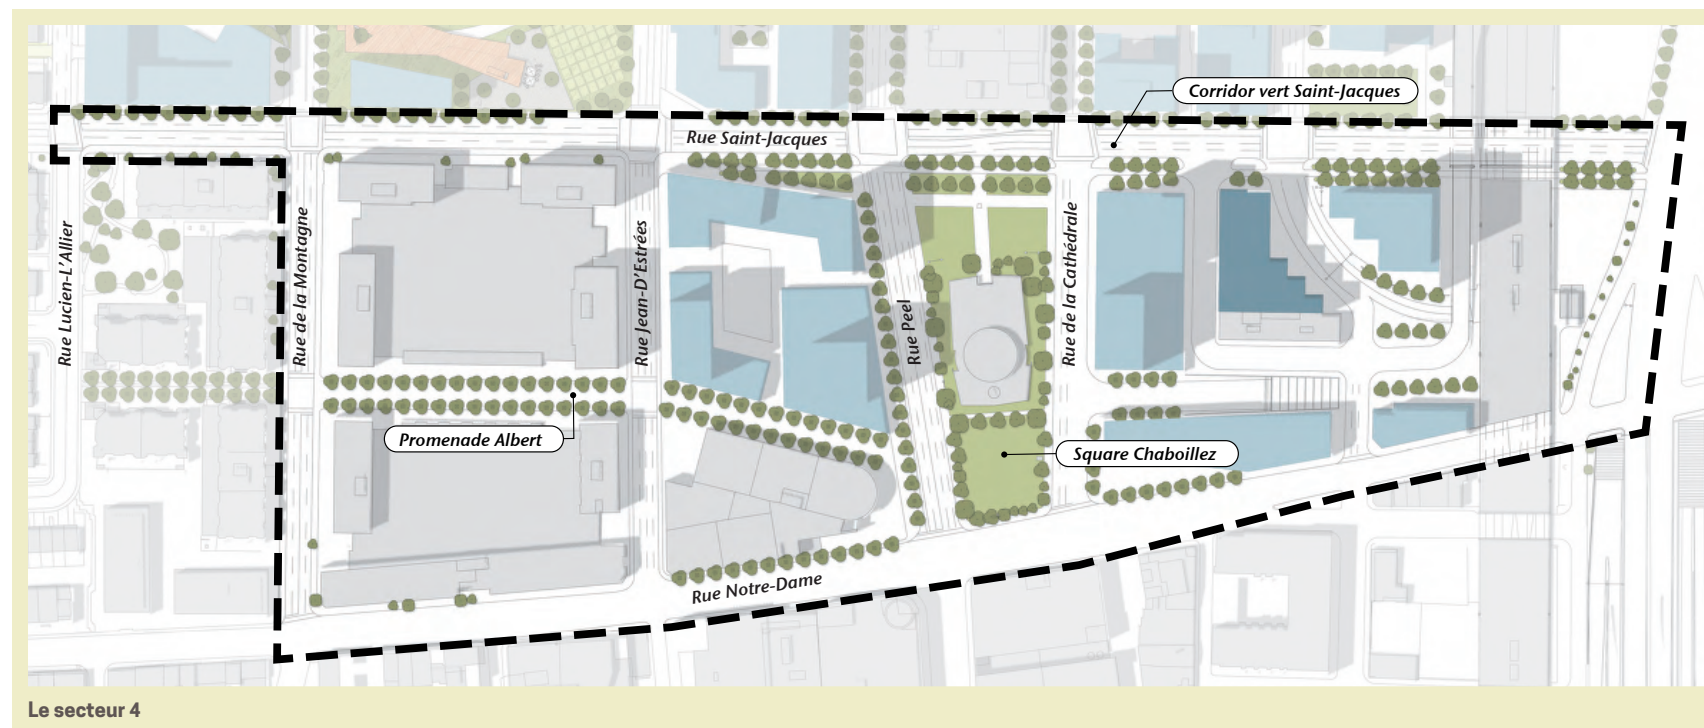 Corridor vert Saint-Jacques
Rue Saint-Jacques
Rue Lucien-L'Allier
Rue de la Montagne
Rue Jean-D'Estrées
Rue Peel
Rue de la Cathédrale
Promenade Albert
Square Chaboillez
Rue Notre-Dame
Le secteur 4